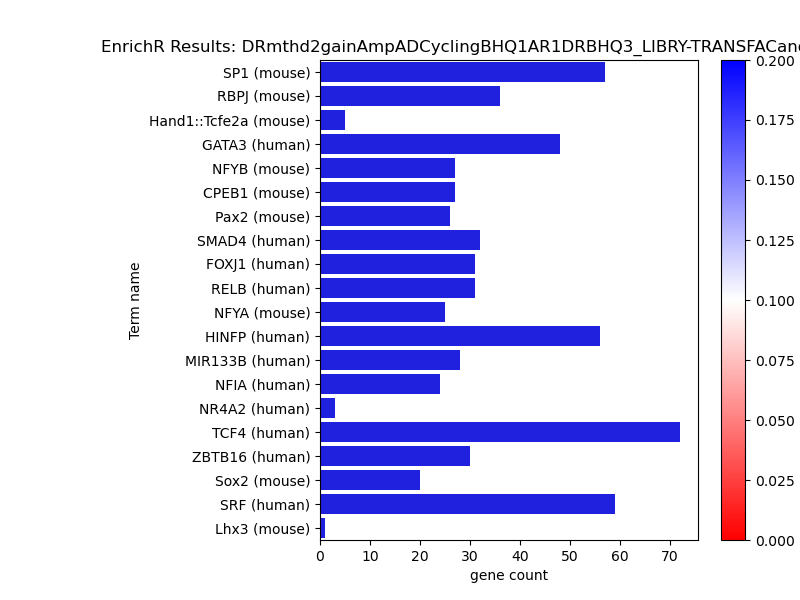 EnrichR Results: DRmthd2gainAmpADCyclingBHQ1AR1DRBHQ3_LIBRY-TRANSFACan
SP1 (mouse)
RBPJ (mouse)
Hand1::Tcfe2a (mouse)
GATA3 (human)
NFYB (mouse)
CPEB1 (mouse)
Pax2 (mouse)
SMAD4 (human)
FOXJ1 (human)
RELB (human)
NFYA (mouse)
HINFP (human)
MIR133B (human)
NFIA (human)
NR4A2 (human)
TCF4 (human)
ZBTB16 (human)
Sox2 (mouse)
SRF (human)
Lhx3 (mouse)
Term name
0 10 20 30 40 50 60 70
gene count
0.200
0.175
0.150
0.125
0.100
0.075
0.050
0.025
0.000